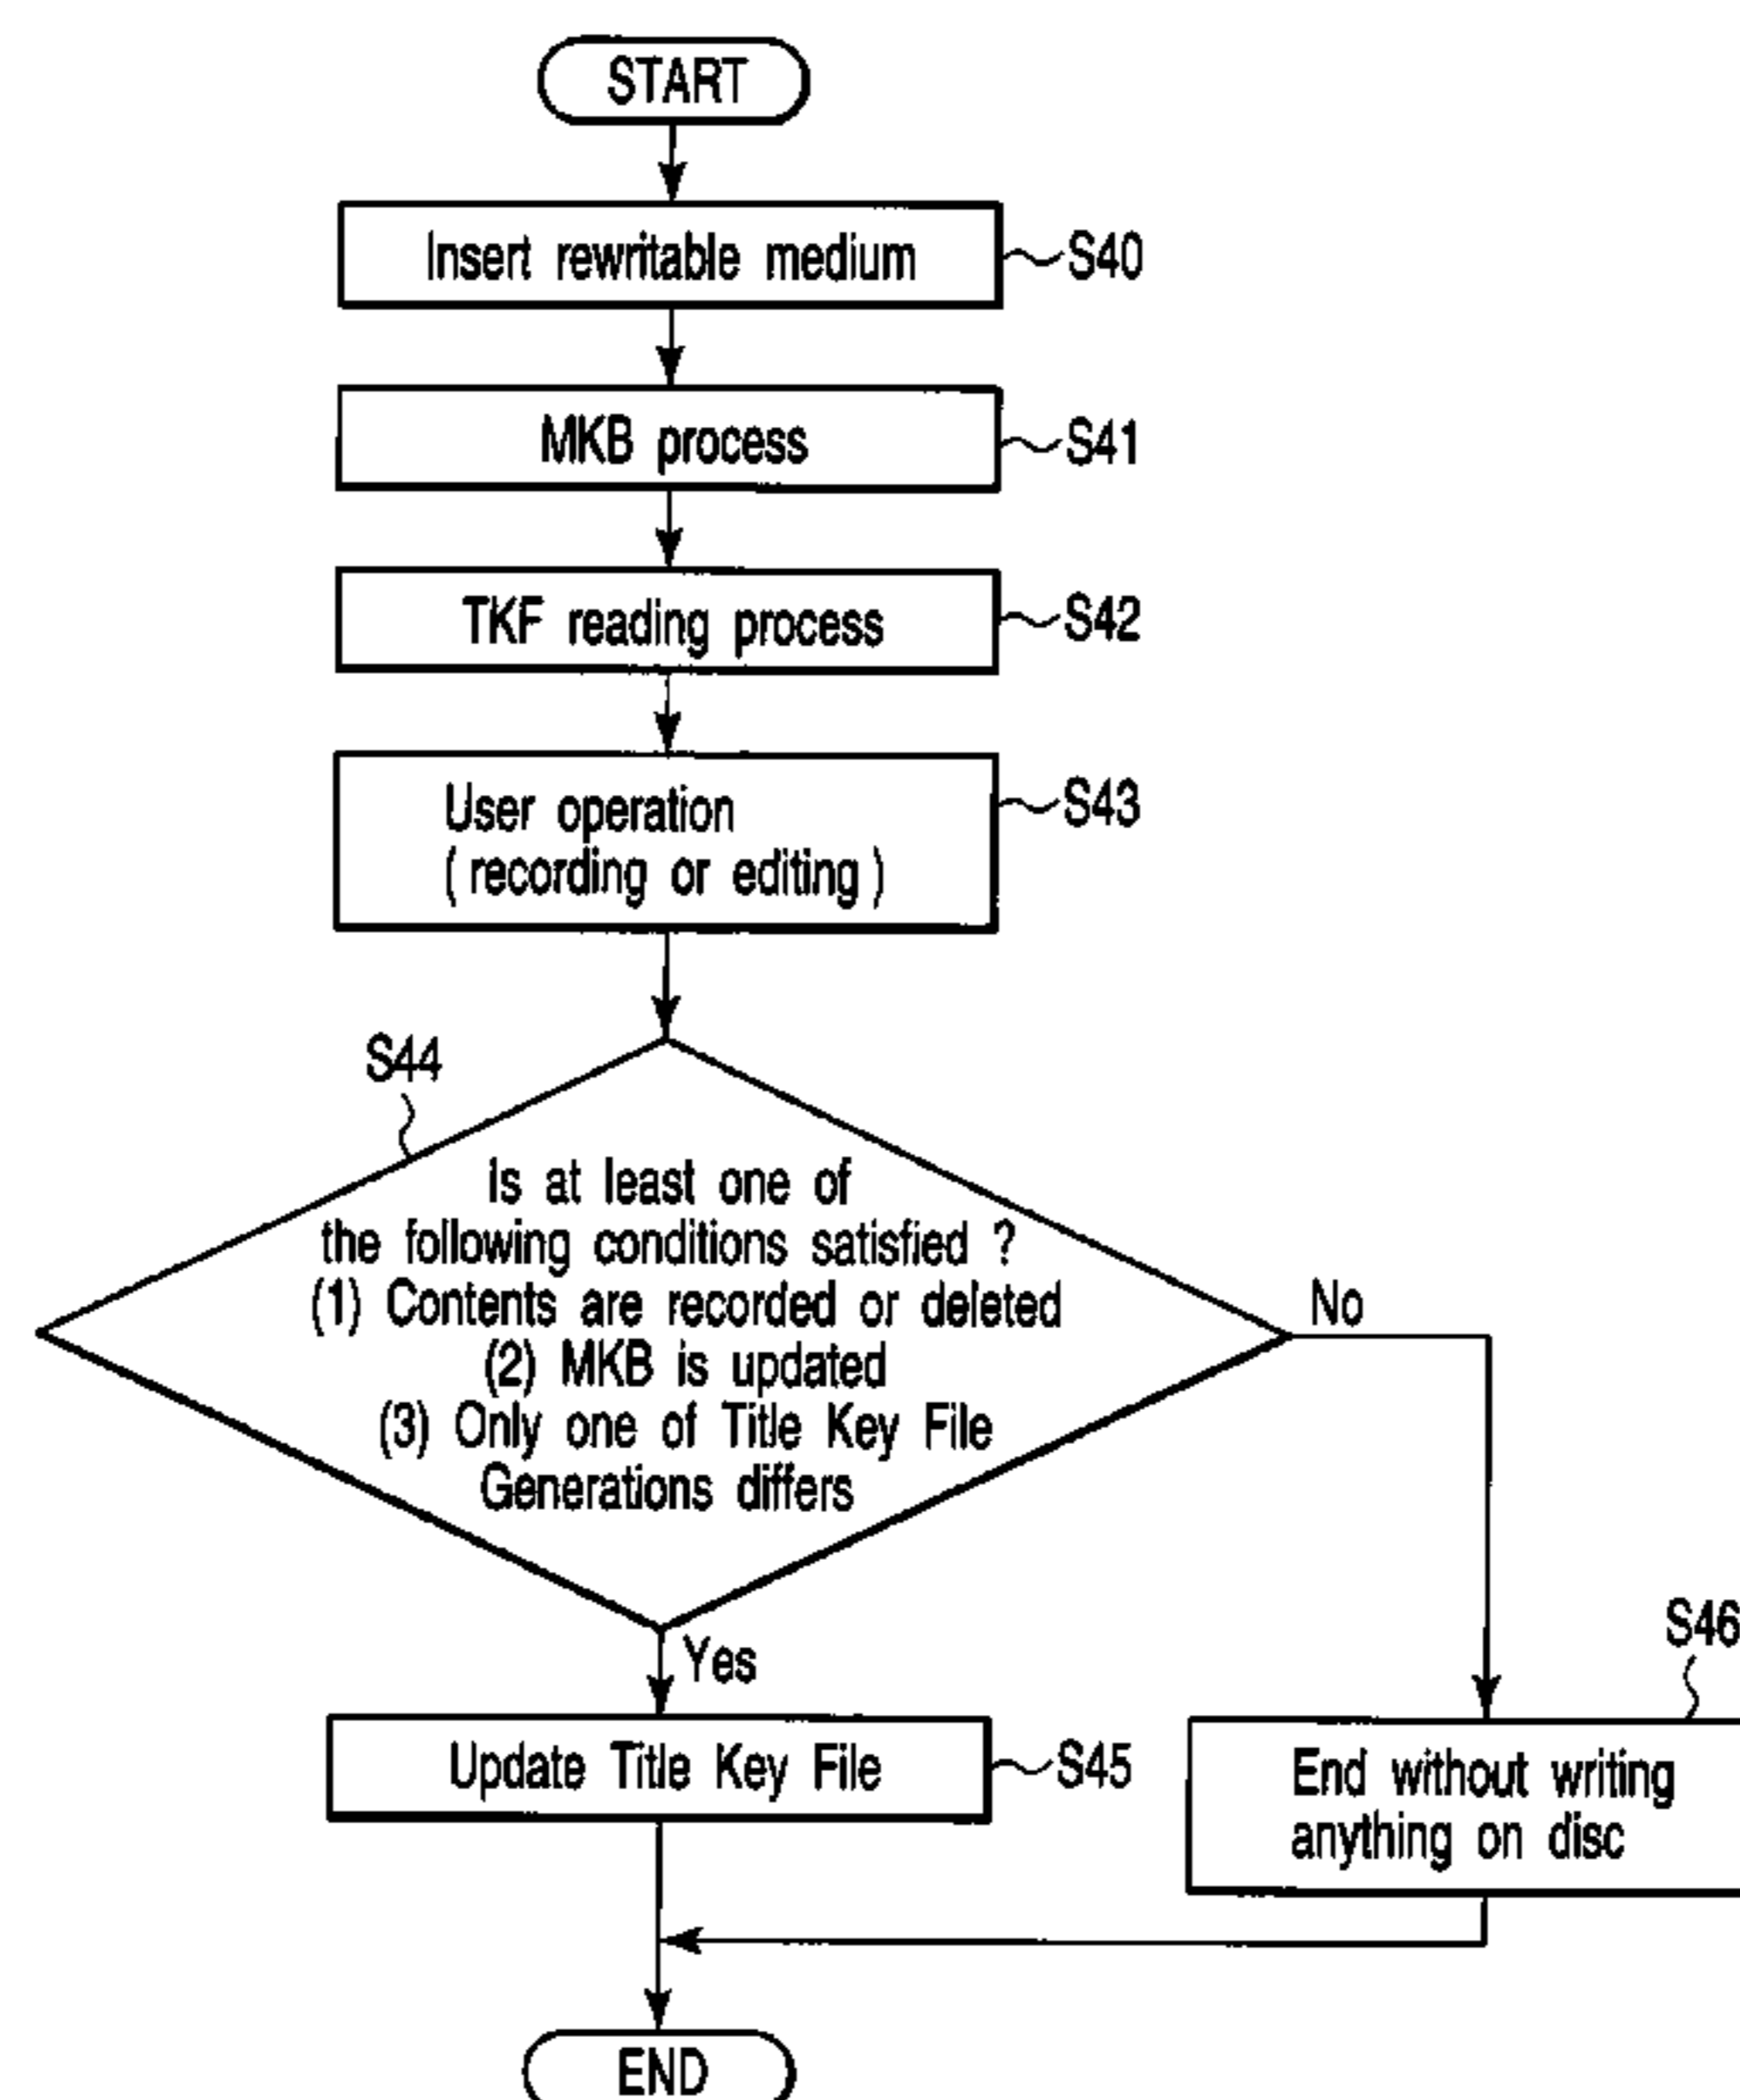 START
Insert rewritable medium
S40
MKB process
S41
TKF reading process
S42
User operation
(recording or editing)
S43
S44
Is at least one of
the following conditions satisfied ?
(1) Contents are recorded or deleted
(2) MKB is updated
(3) Only one of Title Key File
Generations differs
No
Yes
Update Title Key File
S45
S46
End without writing
anything on disc
END